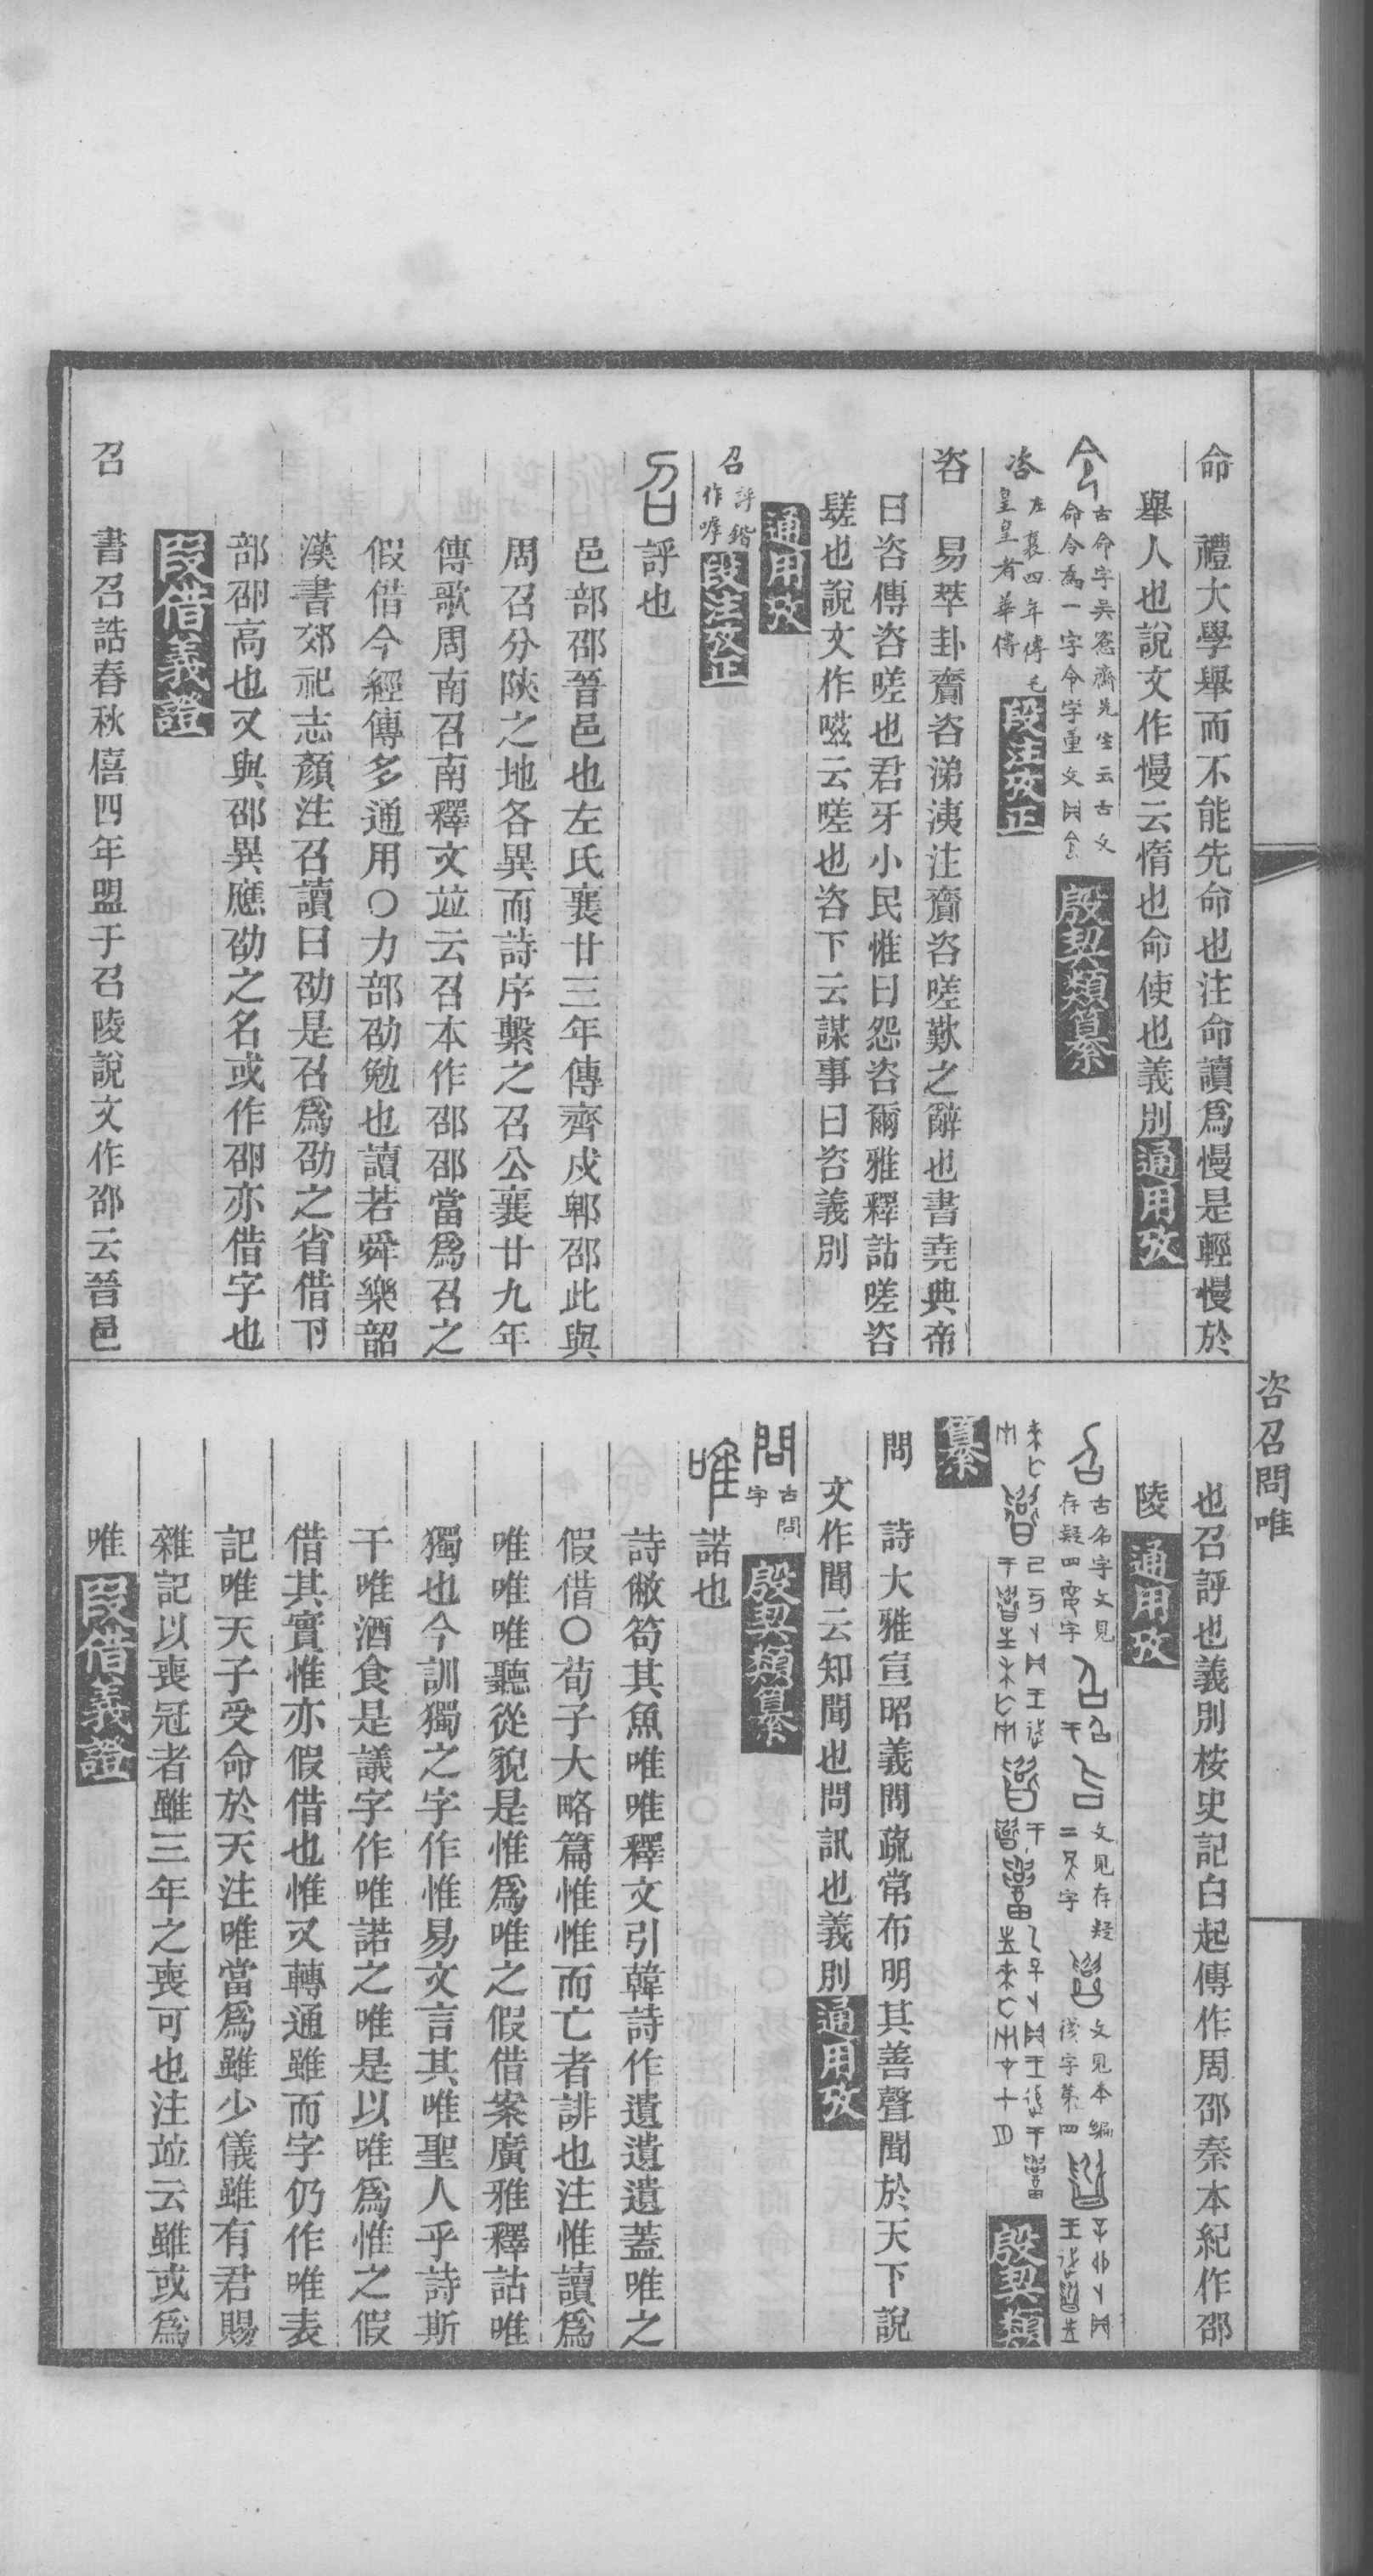 命　禮大學舉而不能先命也注命讀爲慢是輕慢於
舉人也說文作慢云惰也命使也義別通用攷
古命字吳愙齋先生云古文
命令爲一字令字重文
殷契類纂
咨
左襄四年傳毛
皇皇者華傳
段注攷正
咨　易萃卦齎咨涕洟注齎咨嗟歎之辭也書堯典帝
曰咨傳咨嗟也君牙小民惟曰怨咨爾雅釋詁嗟咨
䰈也說文作嗞云嗟也咨下云謀事曰咨義別
通用攷
召
評鍇
作嘑
段注攷正
召評也
邑部邵晉邑也左氏襄廿三年傳齊戍郫邵此與
周召分陝之地各異而詩序繫之召公襄廿九年
傳歌周南召南釋文竝云召本作邵邵當爲召之
假借今經傳多通用○力部劭勉也讀若舜樂韶
漢書郊祀志顏注召讀曰劭是召爲劭之省借卪
部卲高也又與邵異應劭之名或作卲亦借字也
叚借義證
召　書召誥春秋僖四年盟于召陵說文作邵云晉邑
咨召問唯
也召評也義別桉史記白起傳作周邵秦本紀作邵
陵　通用攷
古召字文見
存疑四
字
文見存疑
二
字
文見本編
後字第四
殷契類
纂
問　詩大雅宣昭義問疏常布明其善聲聞於天下說
文作聞云知聞也問訊也義別通用攷
問
古問
字
殷契類纂
唯諾也
詩敝笱其魚唯唯釋文引韓詩作遺遺遺蓋唯之
假借○荀子大略篇惟惟而亡者誹也注惟讀爲
唯唯唯聽從貌是惟爲唯之假借案廣雅釋詁唯
獨也今訓獨之字作惟易文言其唯聖人乎詩斯
干唯酒食是議字作唯諾之唯是以唯爲惟之假
借其實惟亦假借也惟又轉通雖而字仍作唯表
記唯天子受命於天注唯當爲雖少儀雖有君賜
雜記以喪冠者雖三年之喪可也注竝云雖或爲
唯　叚借義證